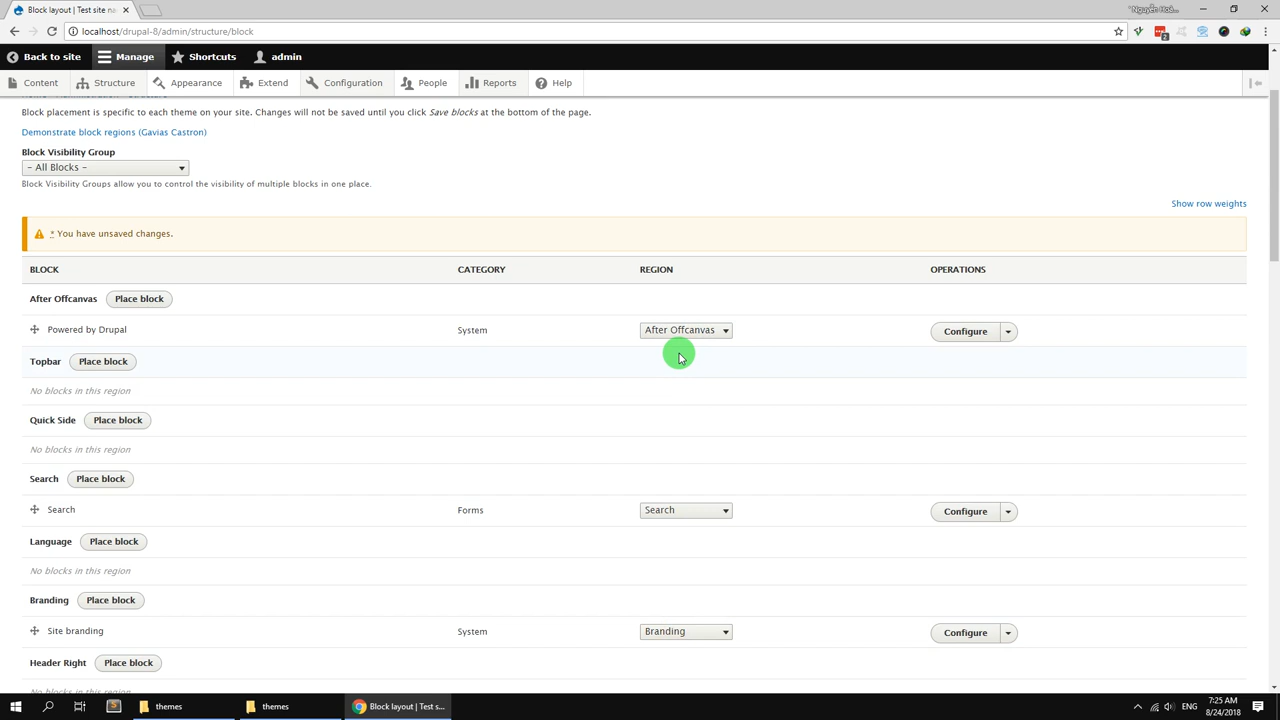 Block layout | Test site na
localhost/drupal-8/admin/structure/block
2
Back to site
Manage
Shortcuts
admin
Content
Structure
Appearance
Extend
Configuration
People
Reports
Help
Block placement is specific to each theme on your site. Changes will not be saved until you click Save blocks at the bottom of the page.
Demonstrate block regions (Gavias Castron)
Block Visibility Group
- All Blocks -
Block Visibility Groups allow you to control the visibility of multiple blocks in one place.
Show row weights
* You have unsaved changes.
BLOCK CATEGORY REGION OPERATIONS
After Offcanvas Place block
Powered by Drupal System After Offcanvas Configure
Topbar Place block
No blocks in this region
Quick Side Place block
No blocks in this region
Search Place block
Search Forms Search Configure
Language Place block
No blocks in this region
Branding Place block
Site branding System Branding Configure
Header Right Place block
No blocks in this region
themes
themes
Block layout | Test s...
ENG
7:25 AM
8/24/2018